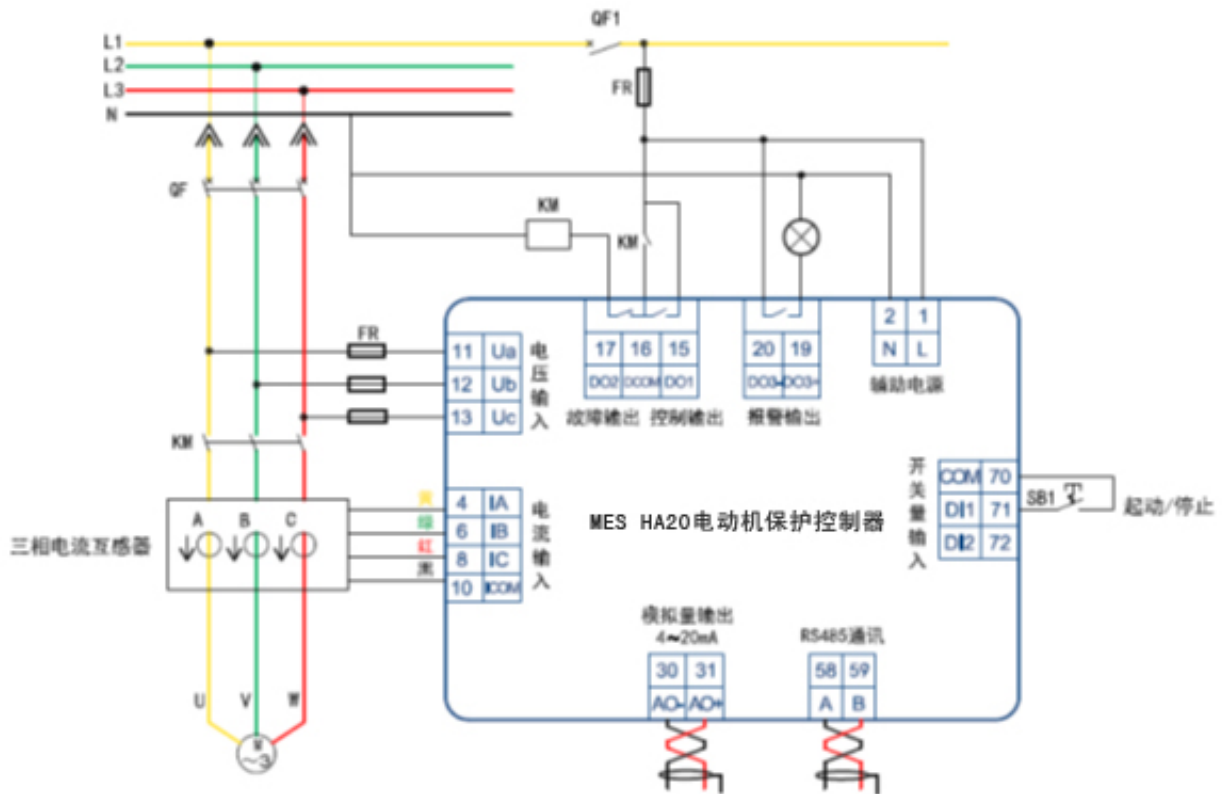 QF1
L1
L2
L3
N
FR
QF
KM
KM
FR
KM
11 Ua
12 Ub
13 Uc
电压输入
17 16 15
DO2 DCOM DO1
故障输出 控制输出
20 19
DO3- DO3+
报警输出
2 1
N L
辅助电源
三相电流互感器
A B C
黄
绿
红
黑
4 IA
6 IB
8 IC
10 ICOM
电流输入
MES HA20电动机保护控制器
开关量输入
COM 70
DI1 71
DI2 72
SB1
起动/停止
模拟量输出
4~20mA
30 31
AO- AO+
RS485通讯
58 59
A B
U V W
M
~3